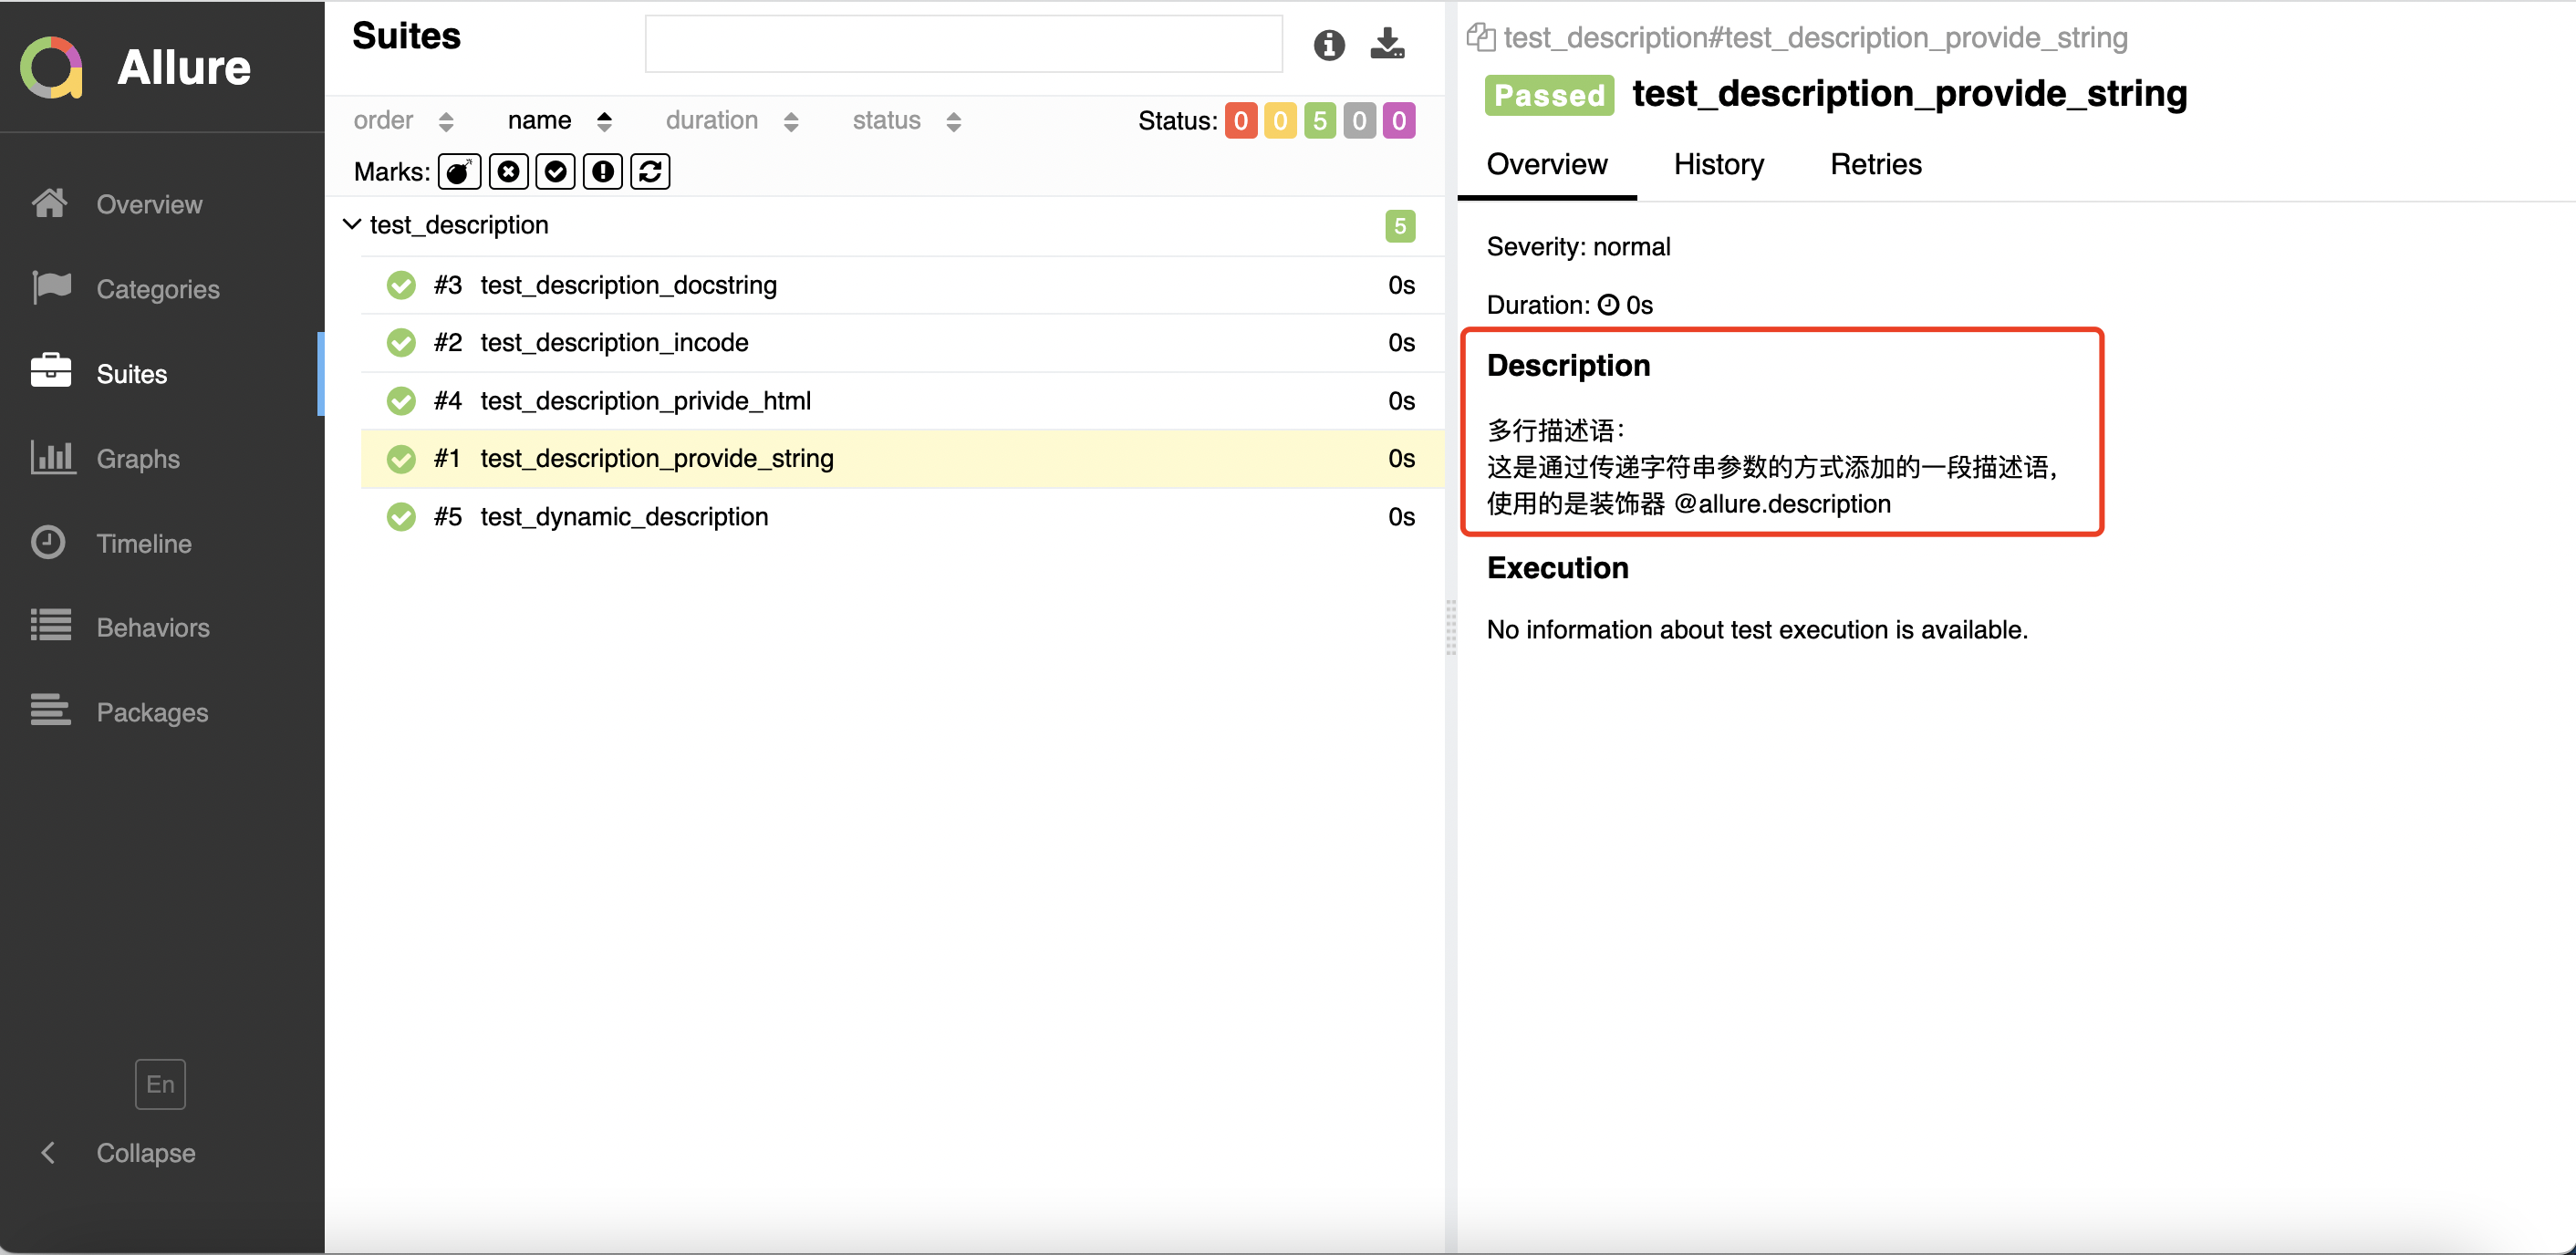 Allure
Overview
Categories
Suites
Graphs
Timeline
Behaviors
Packages
En
Collapse
Suites
order name duration status Status: 0 0 5 0 0
Marks:
test_description 5
#3 test_description_docstring 0s
#2 test_description_incode 0s
#4 test_description_privide_html 0s
#1 test_description_provide_string 0s
#5 test_dynamic_description 0s
test_description#test_description_provide_string
Passed test_description_provide_string
Overview History Retries
Severity: normal
Duration: 0s
Description
多行描述语：
这是通过传递字符串参数的方式添加的一段描述语，
使用的是装饰器 @allure.description
Execution
No information about test execution is available.